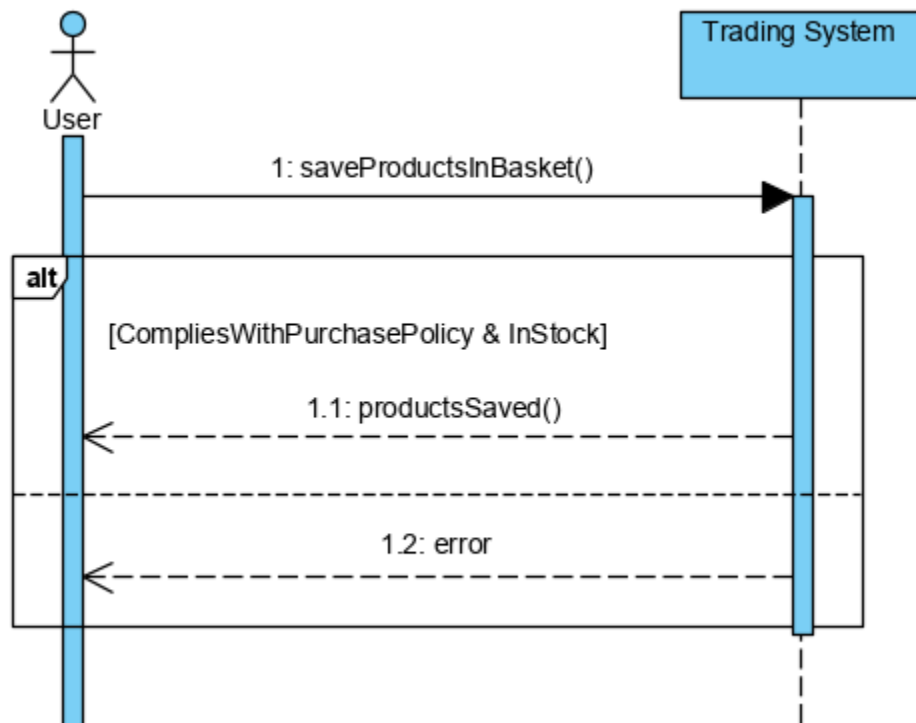 Trading System
User
1: saveProductsInBasket()
alt
[CompliesWithPurchasePolicy & InStock]
1.1: productsSaved()
1.2: error